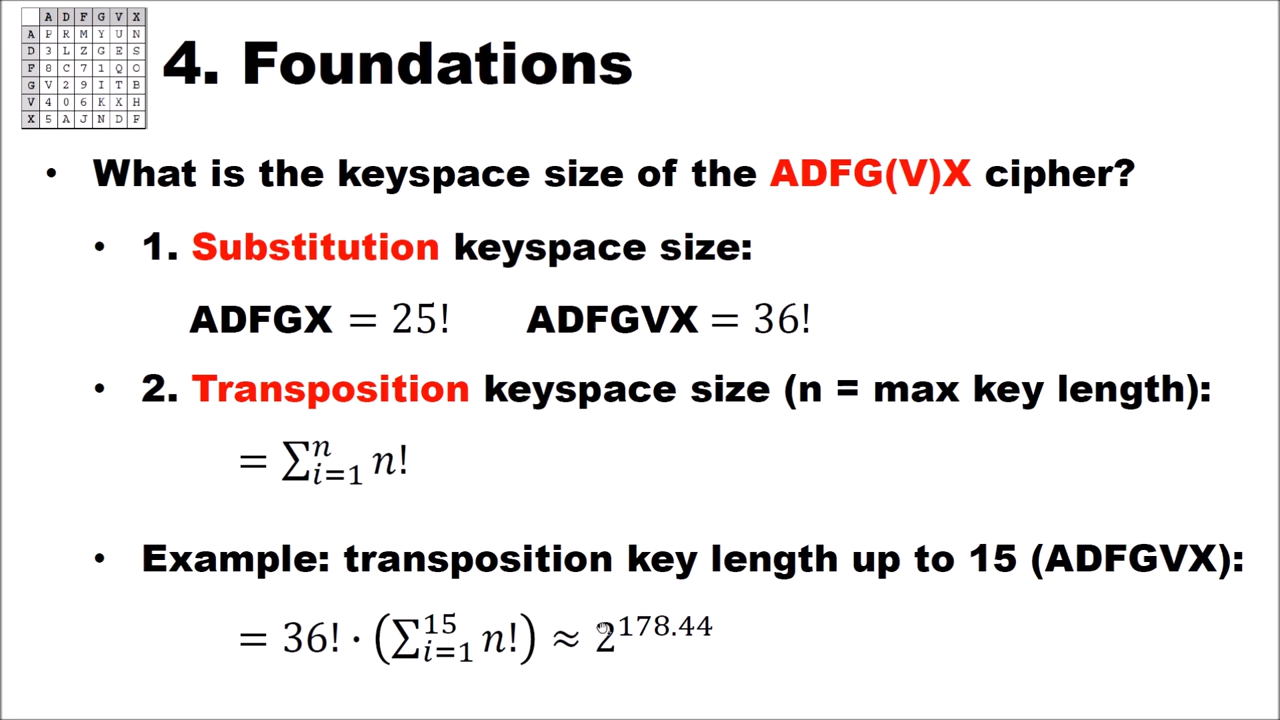 A D F G V X
A P R M Y U N
D 3 L Z G E S
F 8 C 7 1 Q O
G V 2 9 I T B
V 4 0 6 K X H
X 5 A J N D F
4. Foundations
• What is the keyspace size of the ADFG(V)X cipher?
• 1. Substitution keyspace size:
ADFGX = 25! ADFGVX = 36!
• 2. Transposition keyspace size (n = max key length):
= ∑ⁿᵢ₌₁ n!
• Example: transposition key length up to 15 (ADFGVX):
= 36! · (∑¹⁵ᵢ₌₁ n!) ≈ 2^178.44